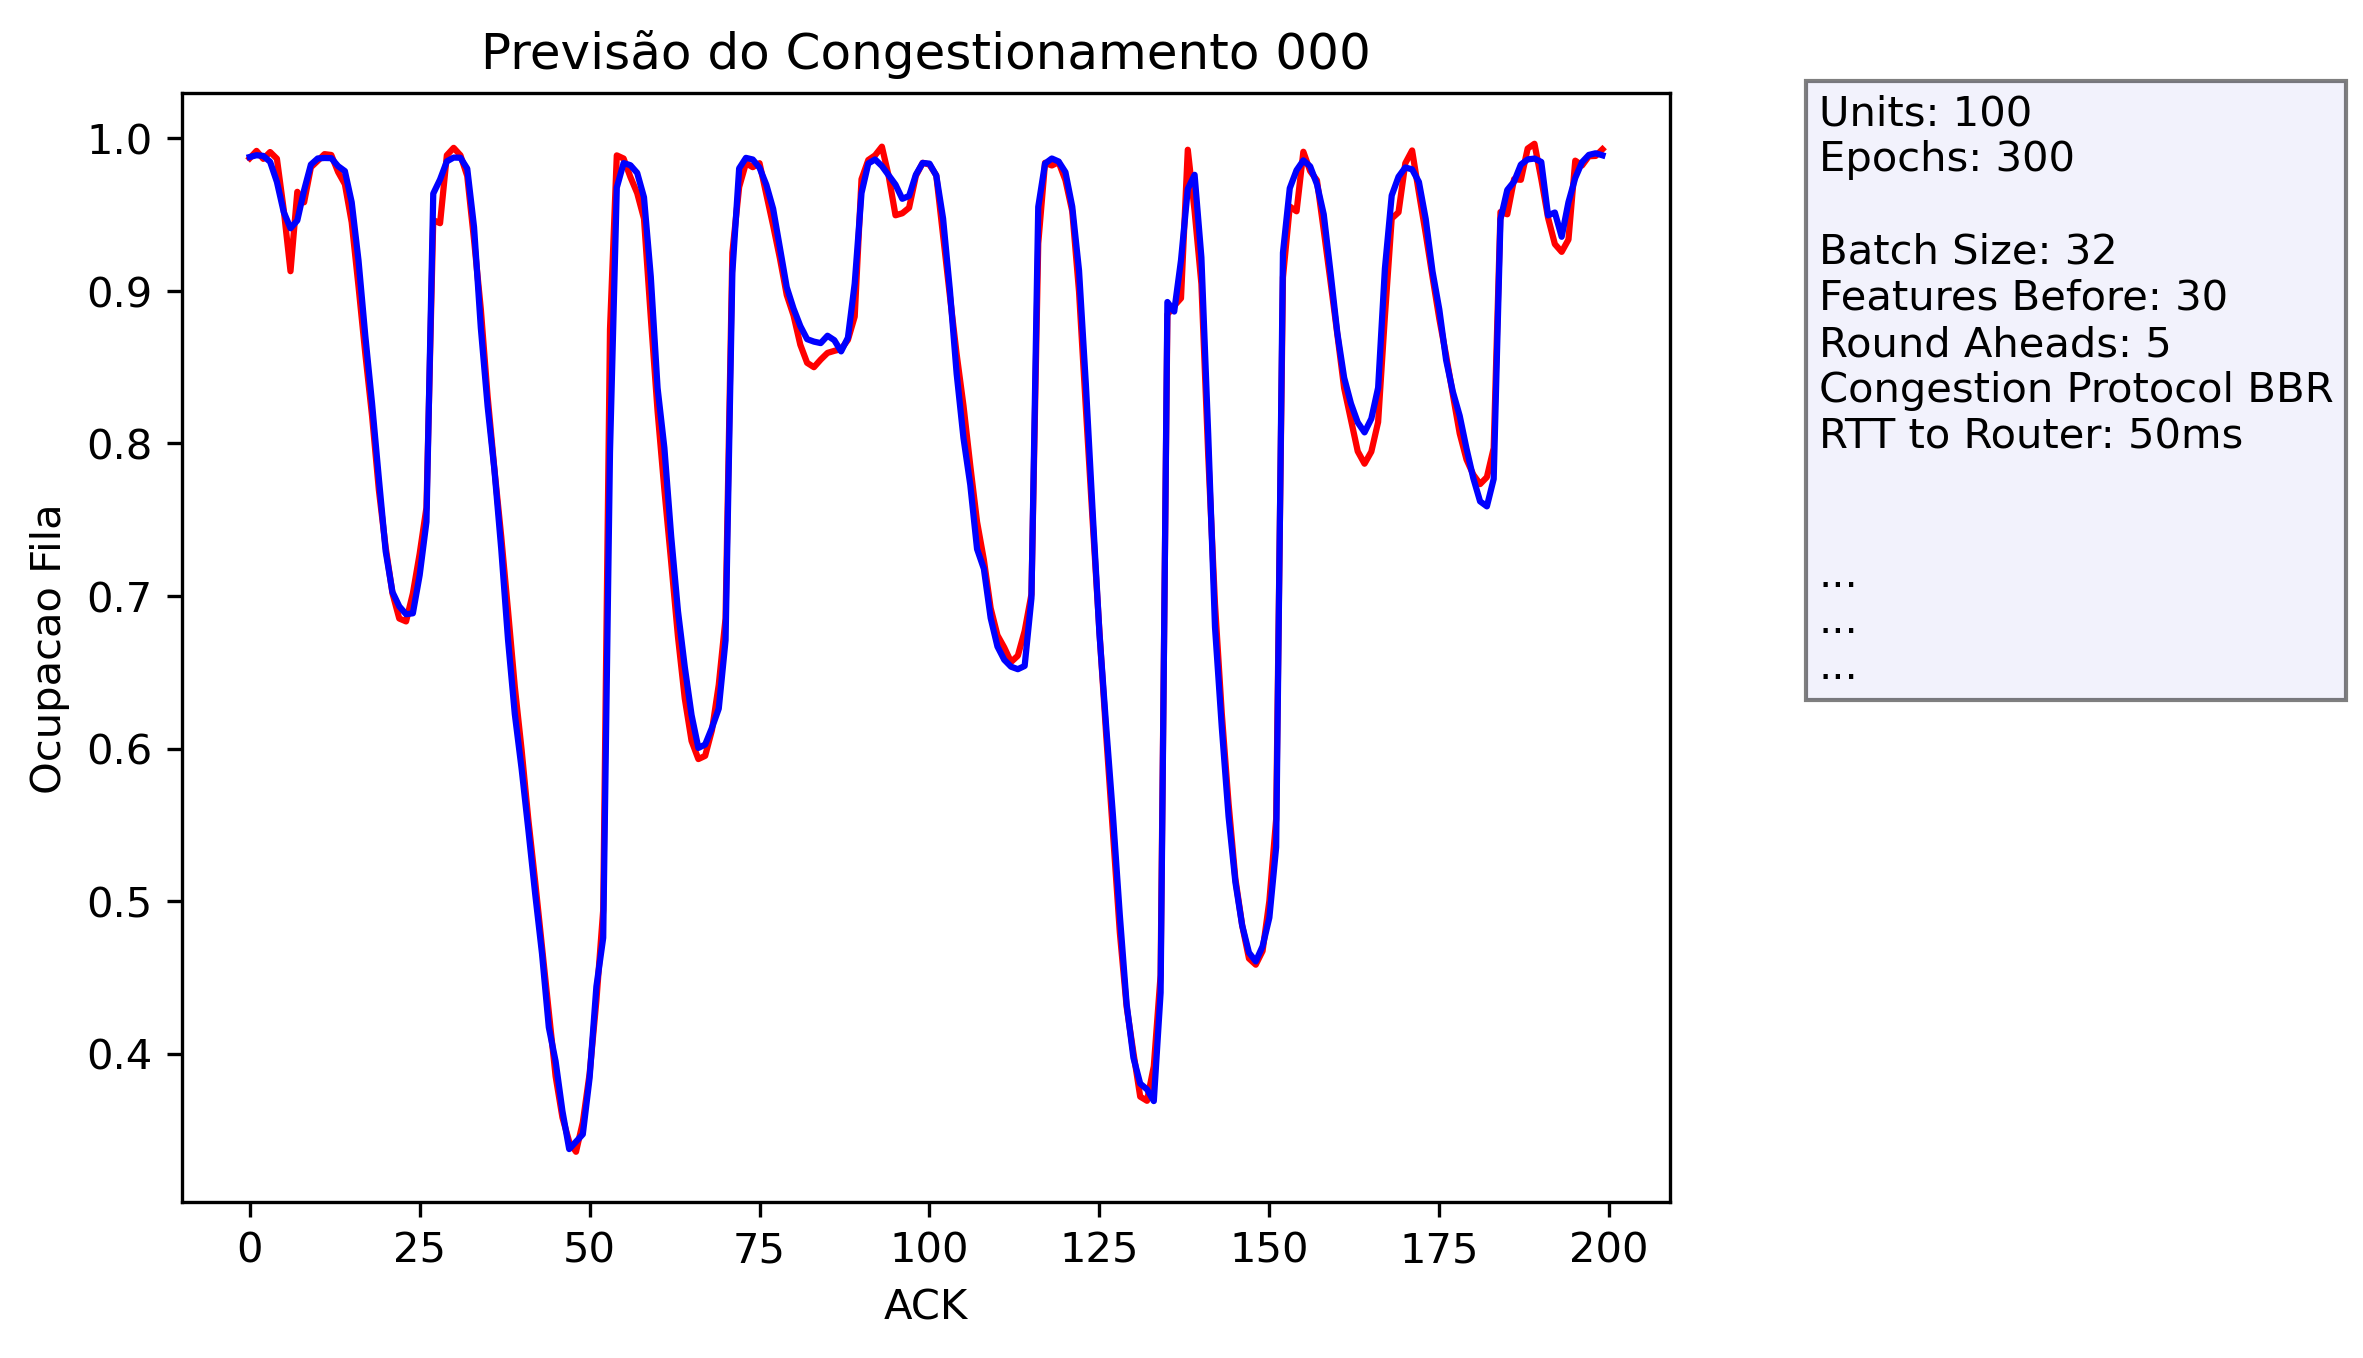 Previsão do Congestionamento 000
Units: 100
Epochs: 300
Batch Size: 32
Features Before: 30
Round Aheads: 5
Congestion Protocol BBR
RTT to Router: 50ms
...
...
...
Ocupacao Fila
1.0
0.9
0.8
0.7
0.6
0.5
0.4
0 25 50 75 100 125 150 175 200
ACK